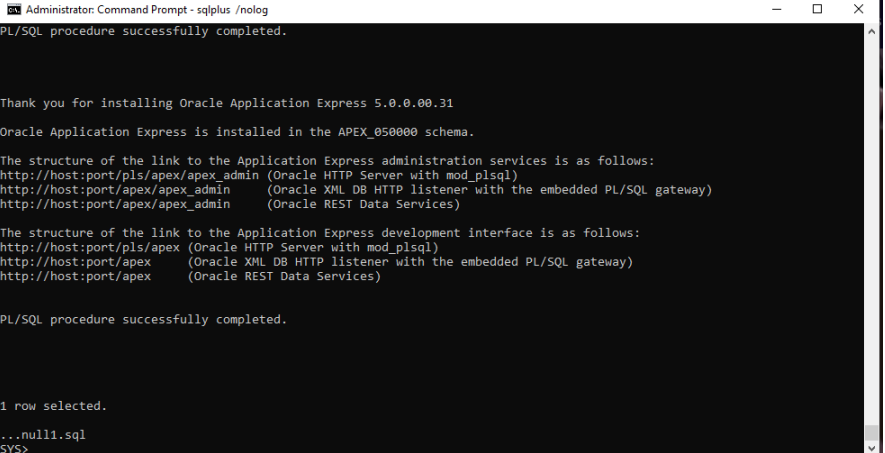 Administrator: Command Prompt - sqlplus /nolog
PL/SQL procedure successfully completed.
Thank you for installing Oracle Application Express 5.0.0.00.31
Oracle Application Express is installed in the APEX_050000 schema.
The structure of the link to the Application Express administration services is as follows:
http://host:port/pls/apex/apex_admin (Oracle HTTP Server with mod_plsql)
http://host:port/apex/apex_admin     (Oracle XML DB HTTP listener with the embedded PL/SQL gateway)
http://host:port/apex/apex_admin     (Oracle REST Data Services)
The structure of the link to the Application Express development interface is as follows:
http://host:port/pls/apex (Oracle HTTP Server with mod_plsql)
http://host:port/apex     (Oracle XML DB HTTP listener with the embedded PL/SQL gateway)
http://host:port/apex     (Oracle REST Data Services)
PL/SQL procedure successfully completed.
1 row selected.
...null1.sql
SYS>